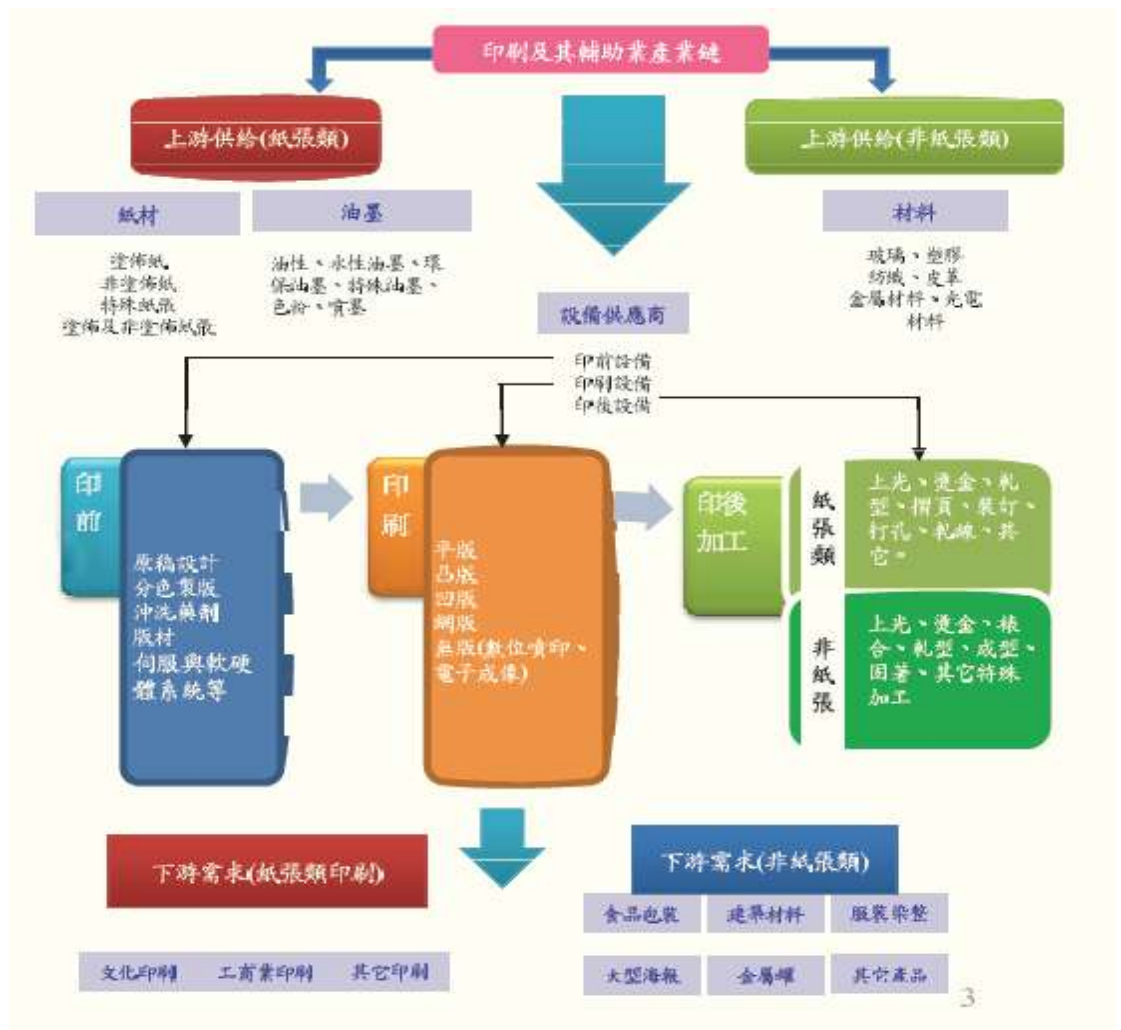 印刷及其輔助業產業鏈
上游供給(紙張類)
上游供給(非紙張類)
紙材
油墨
材料
塗佈紙
非塗佈紙
特殊紙張
塗佈及非塗佈紙張
油性、水性油墨、環
保油墨、特殊油墨、
色粉、噴墨
玻璃、塑膠
紡織、皮革
金屬材料、光電
材料
設備供應商
印前設備
印刷設備
印後設備
印
前
原稿設計
分色製版
沖洗藥劑
版材
伺服與軟硬
體系統等
印
刷
平版
凸版
凹版
網版
無版(數位噴印、
電子成像)
印後
加工
紙
張
類
上光、燙金、軋
型、摺頁、裝訂、
打孔、軋線、其
它。
非
紙
張
上光、燙金、裱
合、軋型、成型、
固著、其它特殊
加工
下游需求(紙張類印刷)
文化印刷
工商業印刷
其它印刷
下游需求(非紙張類)
食品包裝
建築材料
服裝染整
大型海報
金屬罐
其它產品
3